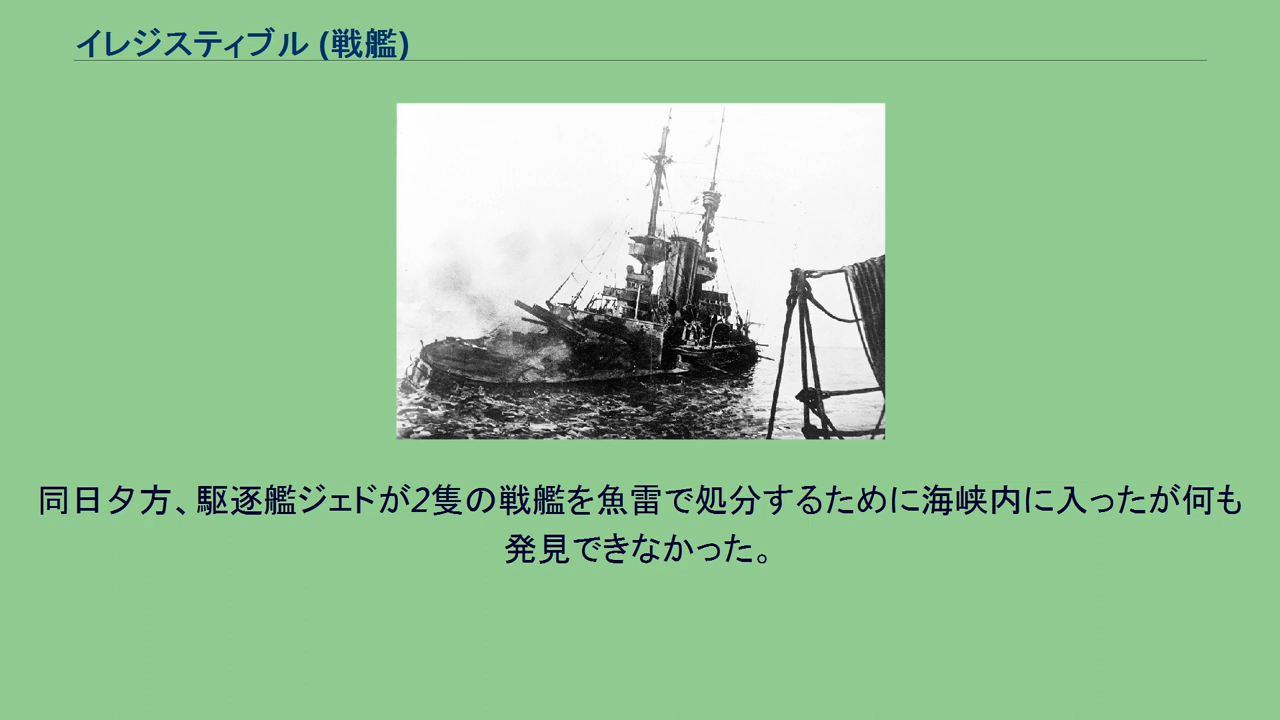 イレジスティブル (戦艦)
同日夕方、駆逐艦ジェドが2隻の戦艦を魚雷で処分するために海峡内に入ったが何も
発見できなかった。